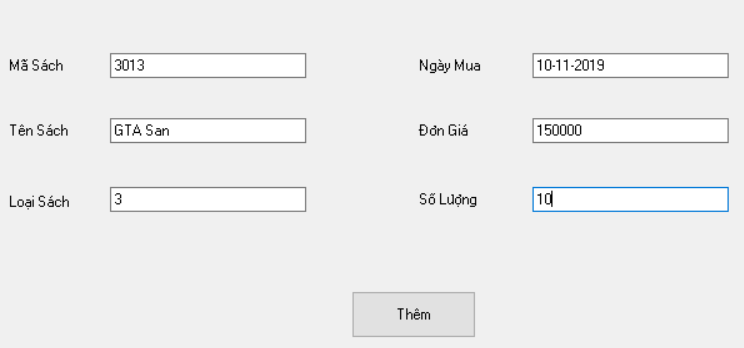 Mã Sách 3013 Ngày Mua 10-11-2019
Tên Sách GTA San Đơn Giá 150000
Loại Sách 3 Số Lượng 10
Thêm